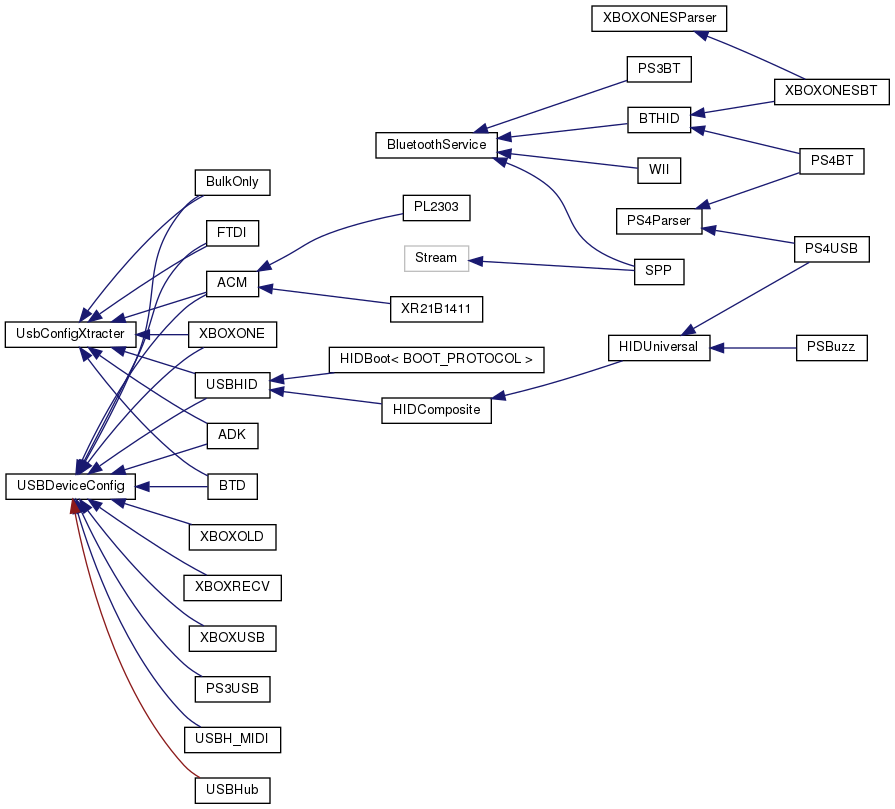 XBOXONESParser
PS3BT
XBOXONESBT
BTHID
BluetoothService
PS4BT
WII
BulkOnly
PL2303
PS4Parser
FTDI
PS4USB
Stream
SPP
ACM
XR21B1411
UsbConfigXtracter
XBOXONE
HIDUniversal
PSBuzz
HIDBoot< BOOT_PROTOCOL >
USBHID
HIDComposite
ADK
USBDeviceConfig
BTD
XBOXOLD
XBOXRECV
XBOXUSB
PS3USB
USBH_MIDI
USBHub